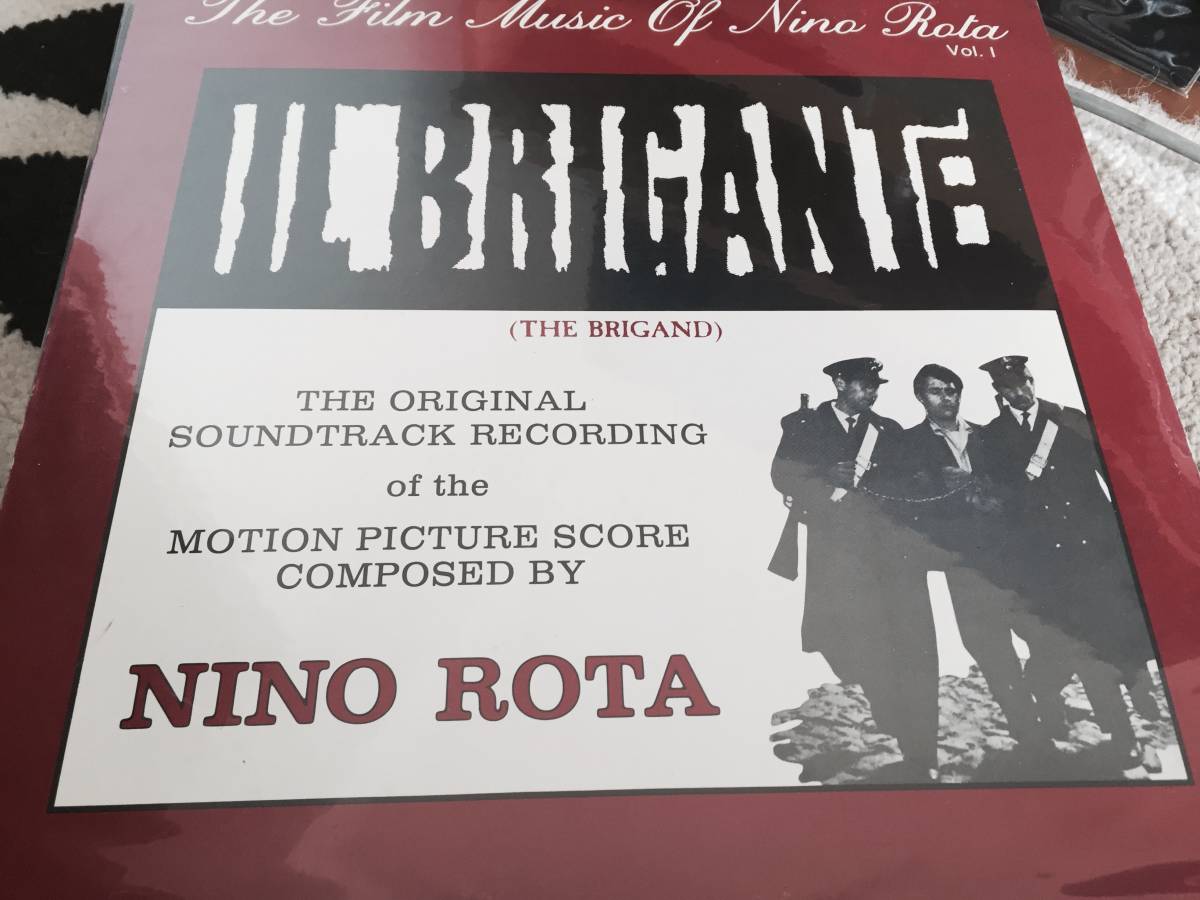 The Film Music Of Nino Rota
Vol. 1
IL BRIGANTE
(THE BRIGAND)
THE ORIGINAL
SOUNDTRACK RECORDING
of the
MOTION PICTURE SCORE
COMPOSED BY
NINO ROTA